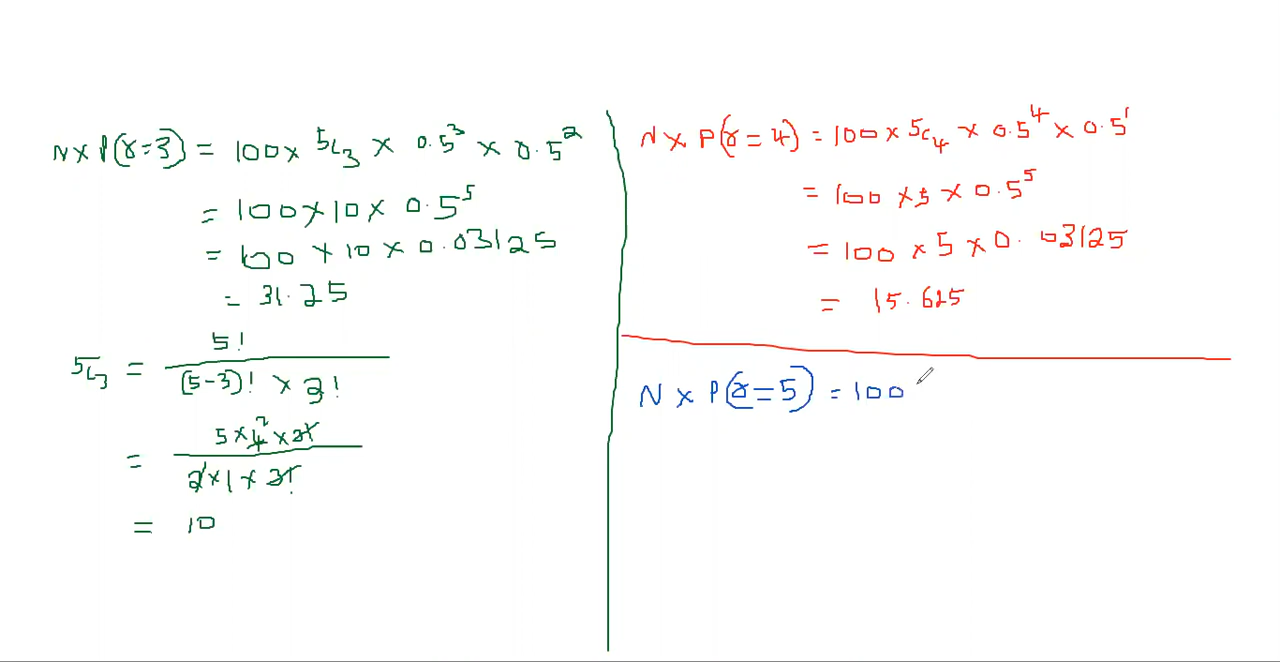 N x P(r=3) = 100 x 5C3 x 0.5^3 x 0.5^2
= 100 x 10 x 0.5^5
= 100 x 10 x 0.03125
= 31.25
5C3 = 5! / (5-3)! x 3!
= 5 x 4^2 x 3! / 2^1 x 1 x 3!
= 10
N x P(r=4) = 100 x 5C4 x 0.5^4 x 0.5^1
= 100 x 5 x 0.5^5
= 100 x 5 x 0.03125
= 15.625
N x P(r=5) = 100